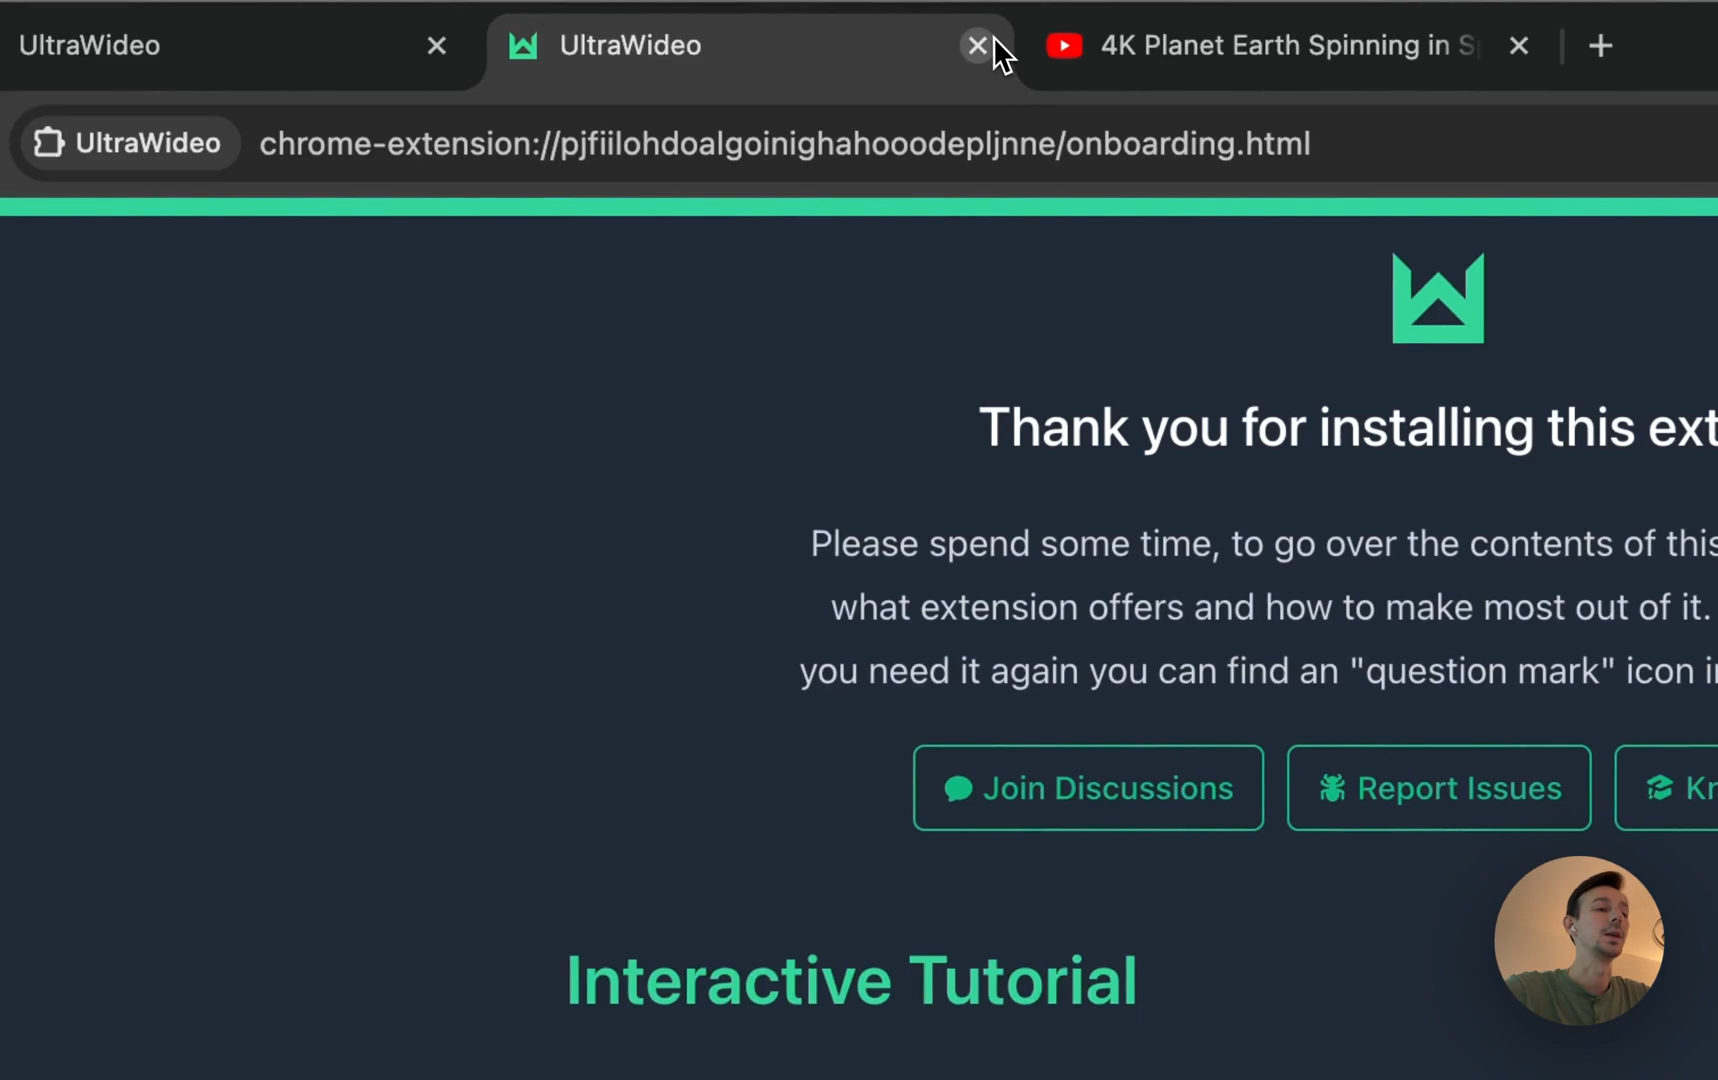 UltraWideo
UltraWideo
4K Planet Earth Spinning in
UltraWideo
chrome-extension://pjfiilohdoalgoinighahooodepljnne/onboarding.html
Thank you for installing this ext
Please spend some time, to go over the contents of this
what extension offers and how to make most out of it.
you need it again you can find an "question mark" icon
Join Discussions
Report Issues
Kr
Interactive Tutorial